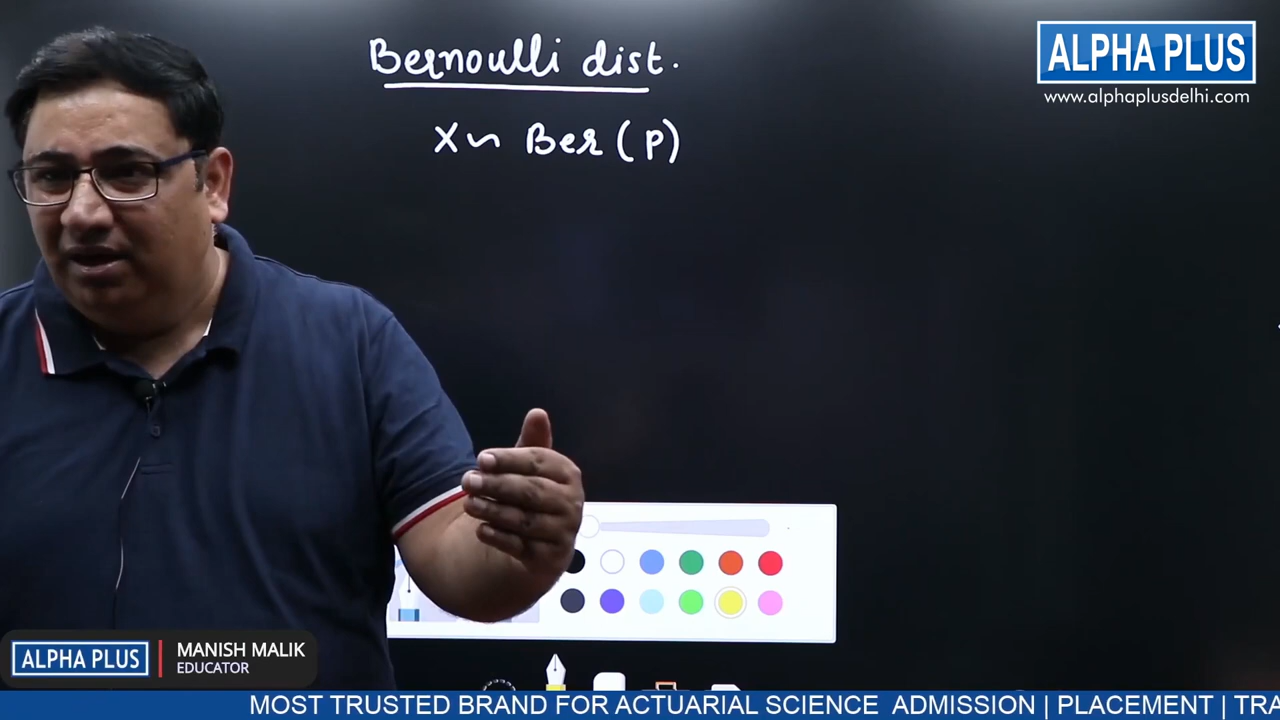 Bernoulli dist.
X ~ Ber (p)
ALPHA PLUS
www.alphaplusdelhi.com
ALPHA PLUS
MANISH MALIK
EDUCATOR
MOST TRUSTED BRAND FOR ACTUARIAL SCIENCE ADMISSION | PLACEMENT | TRA